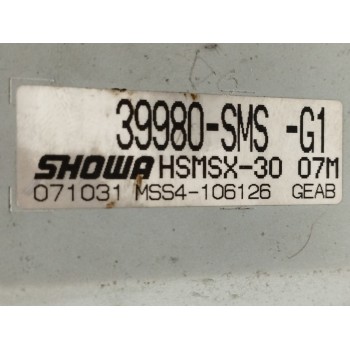 39980-SMS -G1
SHOWA HSMSX-30 07M
071031 MSS4-106126 GEAB